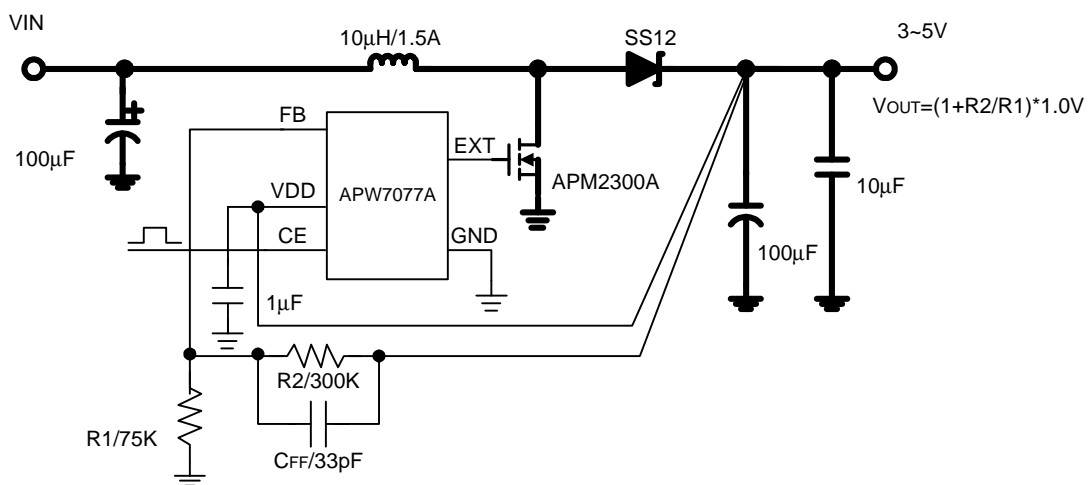 VIN
10μH/1.5A
SS12
3~5V
VOUT=(1+R2/R1)*1.0V
+
100μF
FB
EXT
APM2300A
10μF
VDD
APW7077A
CE
GND
100μF
1μF
R2/300K
R1/75K
CFF/33pF